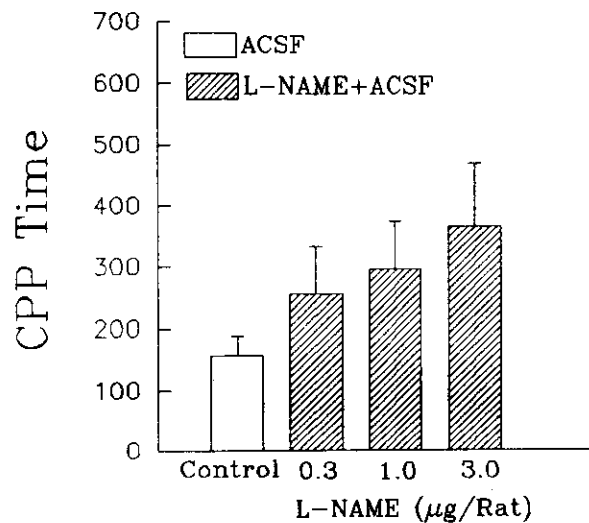 700
600
500
400
300
200
100
0
CPP Time
ACSF
L-NAME+ACSF
Control 0.3 1.0 3.0
L-NAME (μg/Rat)